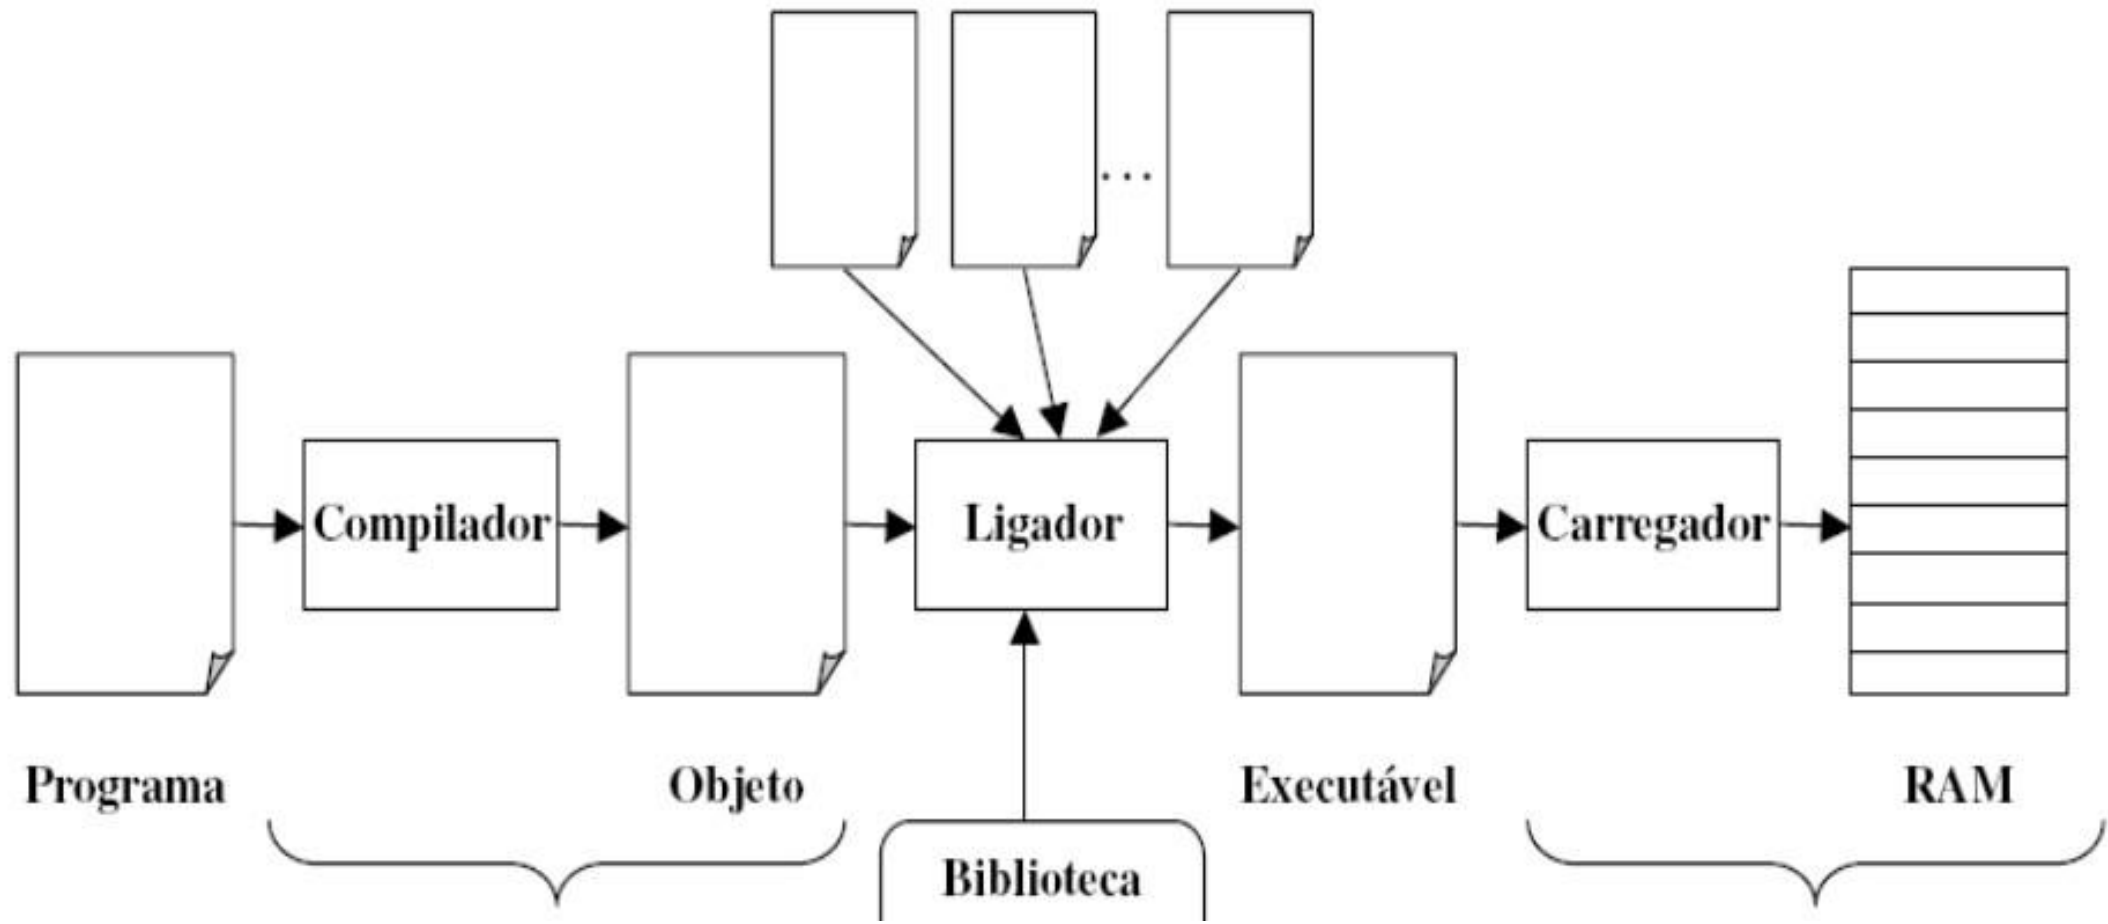 ...
Compilador
Ligador
Carregador
Programa
Objeto
Executável
RAM
Biblioteca